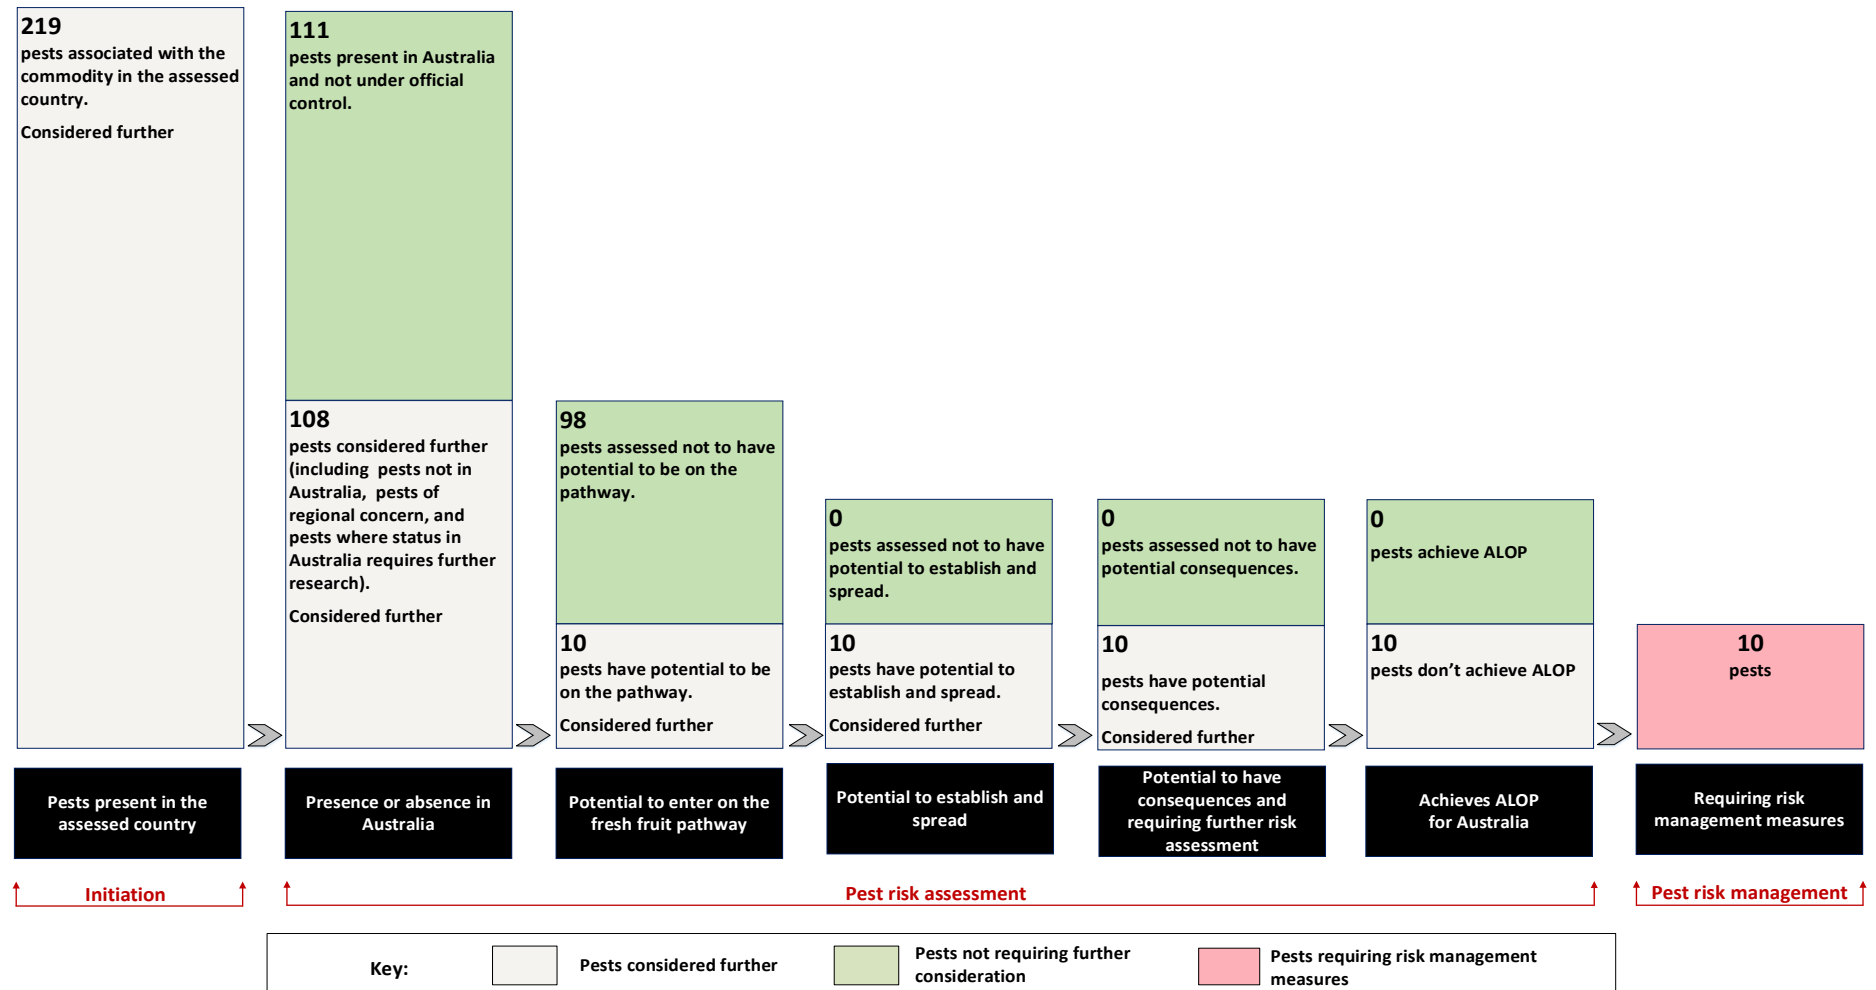 219
pests associated with the
commodity in the assessed
country.
Considered further
111
pests present in Australia
and not under official
control.
108
pests considered further
(including pests not in
Australia, pests of
regional concern, and
pests where status in
Australia requires further
research).
Considered further
98
pests assessed not to have
potential to be on the
pathway.
10
pests have potential to be
on the pathway.
Considered further
0
pests assessed not to have
potential to establish and
spread.
10
pests have potential to
establish and spread.
Considered further
0
pests assessed not to have
potential consequences.
10
pests have potential
consequences.
Considered further
0
pests achieve ALOP
10
pests don’t achieve ALOP
10
pests
Pests present in the
assessed country
Presence or absence in
Australia
Potential to enter on the
fresh fruit pathway
Potential to establish and
spread
Potential to have
consequences and
requiring further risk
assessment
Achieves ALOP
for Australia
Requiring risk
management measures
Initiation
Pest risk assessment
Pest risk management
Key:
Pests considered further
Pests not requiring further
consideration
Pests requiring risk management
measures